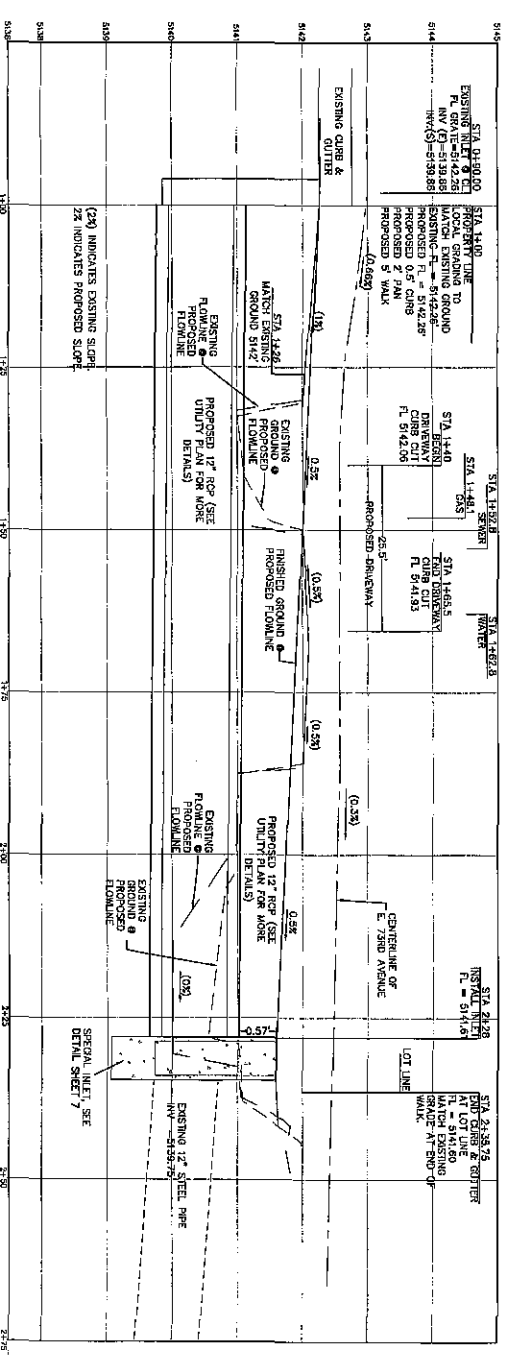 STA 0+90.00
EXISTING INLET @ CL
FL GRATE=5142.26
INV (E)=5139.86
INV.(S)=5139.86
STA 1+00
PROPERTY LINE
LOCAL GRADING TO
MATCH EXISTING GROUND
EXISTING FL = 5142.26'
PROPOSED FL = 5142.26'
PROPOSED 0.5' CURB
PROPOSED 2' PAN
PROPOSED 5' WALK
STA 1+40
BEGIN
DRIVEWAY
CURB CUT
FL 5142.06
STA 1+48.1
GAS
STA 1+52.8
SEWER
STA 1+65.5
END DRIVEWAY
CURB CUT
FL 5141.93
STA 1+62.8
WATER
STA 2+28
INSTALL INLET
FL = 5141.61
STA 2+35.75
END CURB & GUTTER
AT LOT LINE
FL = 5141.60
MATCH EXISTING
GRADE AT END OF
WALK
LOT LINE
25.5'
PROPOSED DRIVEWAY
CENTERLINE OF
E. 73RD AVENUE
EXISTING CURB &
GUTTER
(0.66%)
(1%)
0.5%
(0.5%)
(0.5%)
(0.3%)
0.5%
STA 1+26
MATCH EXISTING
GROUND 5142'
EXISTING
GROUND @
PROPOSED
FLOWLINE
FINISHED GROUND @
PROPOSED FLOWLINE
EXISTING
FLOWLINE @
PROPOSED
FLOWLINE
PROPOSED 12" RCP (SEE
UTILITY PLAN FOR MORE
DETAILS)
PROPOSED 12" RCP (SEE
UTILITY PLAN FOR MORE
DETAILS)
EXISTING
FLOWLINE @
PROPOSED
FLOWLINE
EXISTING
GROUND @
PROPOSED
FLOWLINE
(0%)
0.57'
EXISTING 12" STEEL PIPE
INV =5139.75
SPECIAL INLET, SEE
DETAIL SHEET 7
(2%) INDICATES EXISTING SLOPE
2% INDICATES PROPOSED SLOPE
5145
5144
5143
5142
5141
5140
5139
5138
1+00
1+25
1+50
1+75
2+00
2+25
2+50
2+75